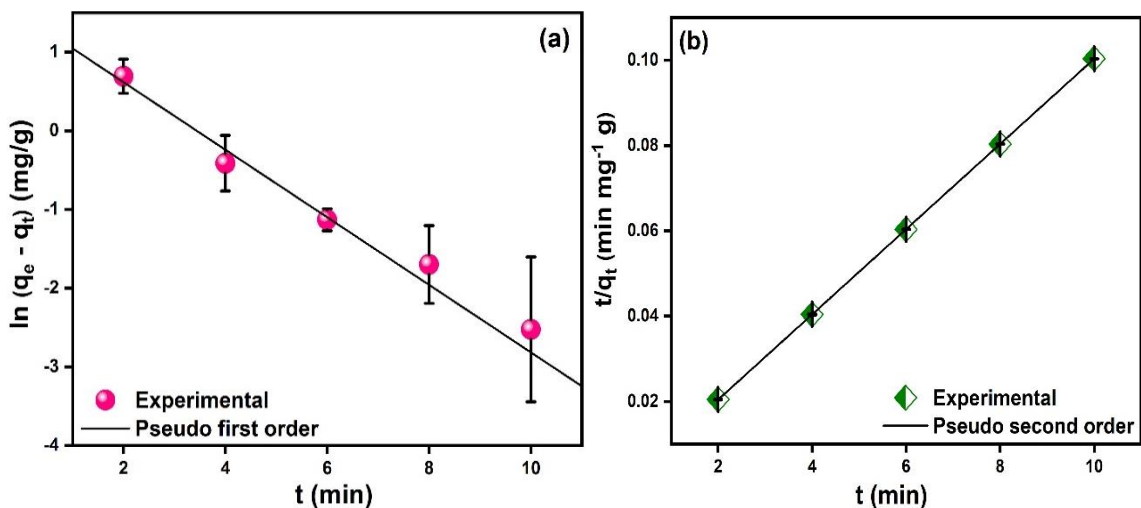 (a)
ln (qe - qt) (mg/g)
1
0
-1
-2
-3
-4
Experimental
Pseudo first order
2 4 6 8 10
t (min)
(b)
t/qt (min mg⁻¹ g)
0.10
0.08
0.06
0.04
0.02
Experimental
Pseudo second order
2 4 6 8 10
t (min)